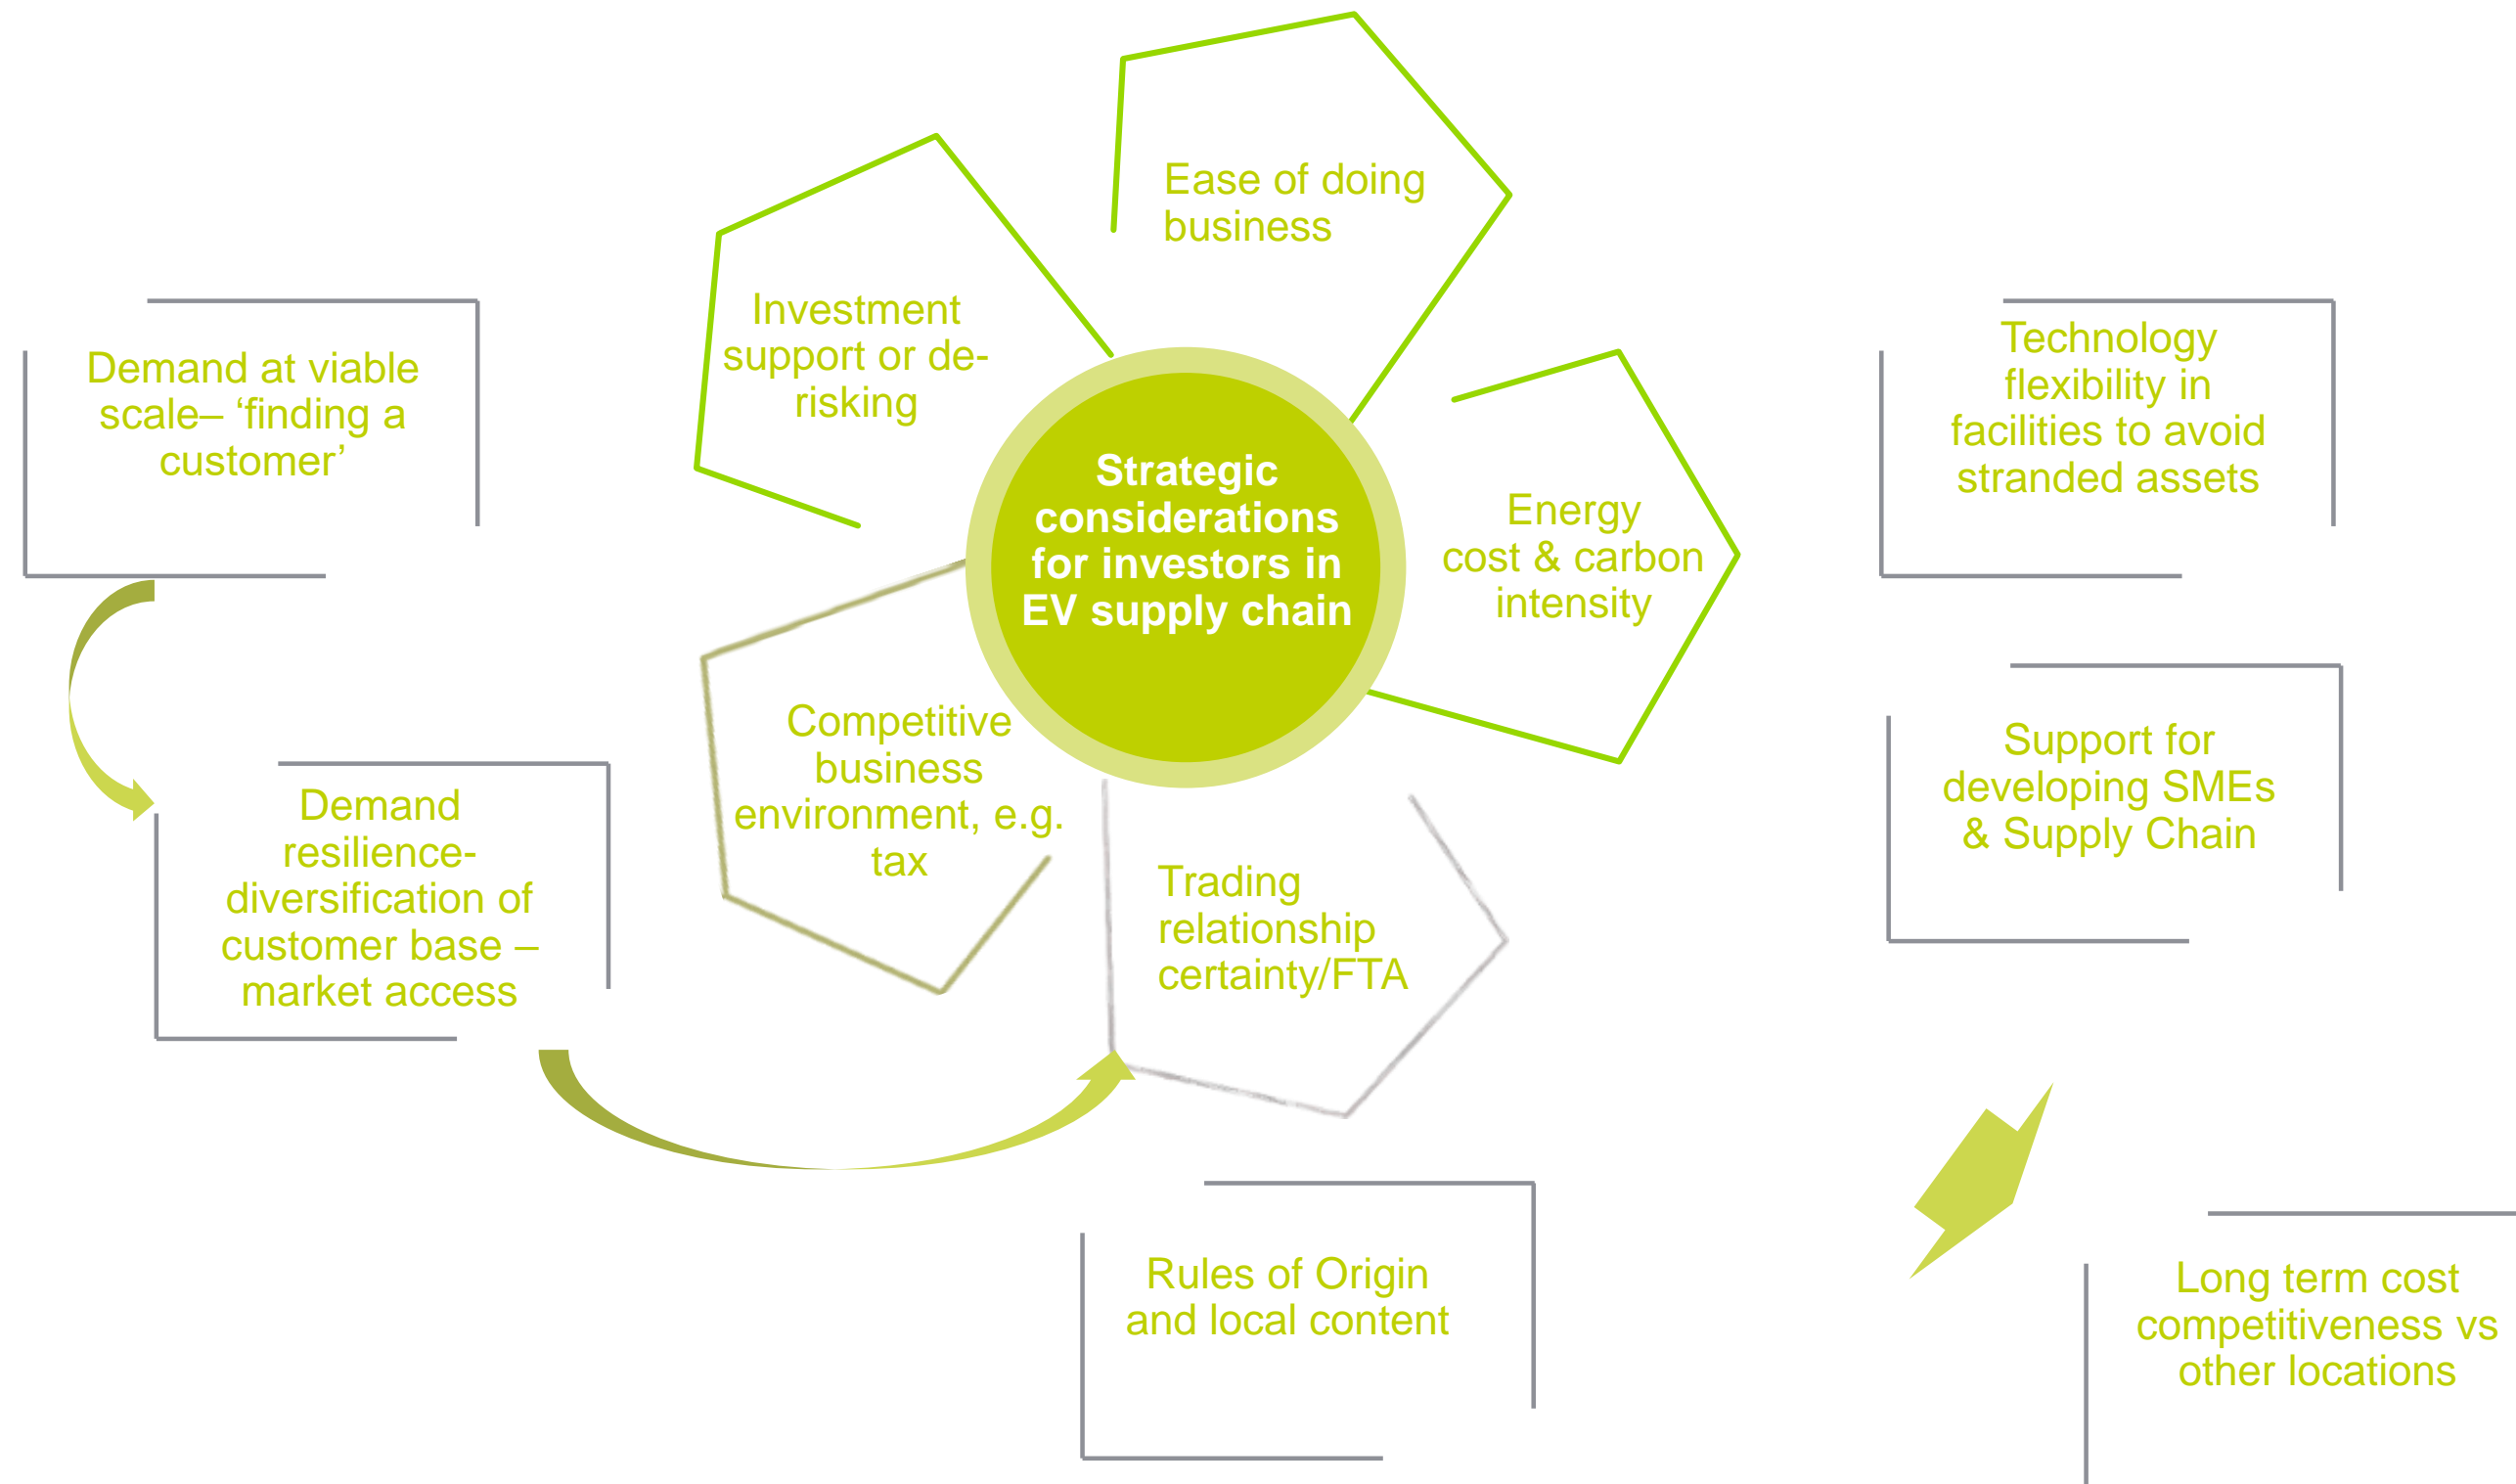 Ease of doing
business
Investment
support or de-
risking
Demand at viable
scale– ‘finding a
customer’
Technology
flexibility in
facilities to avoid
stranded assets
Strategic
considerations
for investors in
EV supply chain
Energy
cost & carbon
intensity
Competitive
business
environment, e.g.
tax
Support for
developing SMEs
& Supply Chain
Demand
resilience-
diversification of
customer base –
market access
Trading
relationship
certainty/FTA
Rules of Origin
and local content
Long term cost
competitiveness vs
other locations